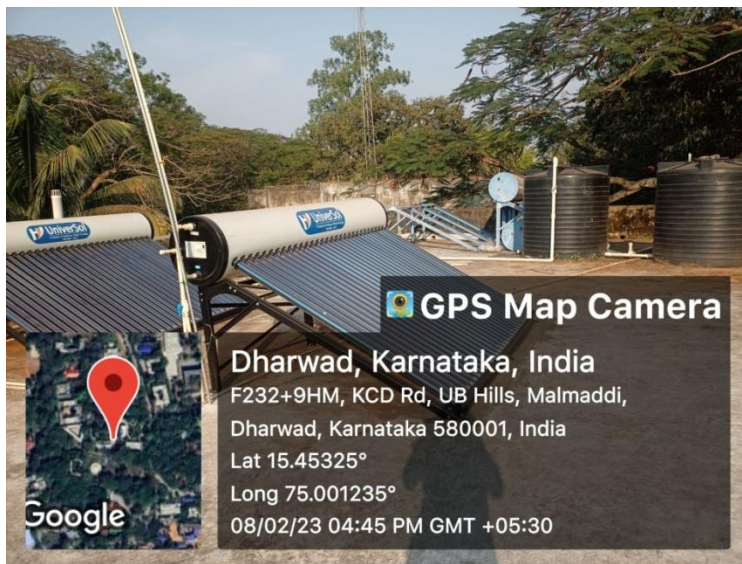 UniverSol
UniverSol
GPS Map Camera
Dharwad, Karnataka, India
F232+9HM, KCD Rd, UB Hills, Malmaddi,
Dharwad, Karnataka 580001, India
Lat 15.45325°
Long 75.001235°
08/02/23 04:45 PM GMT +05:30
Google